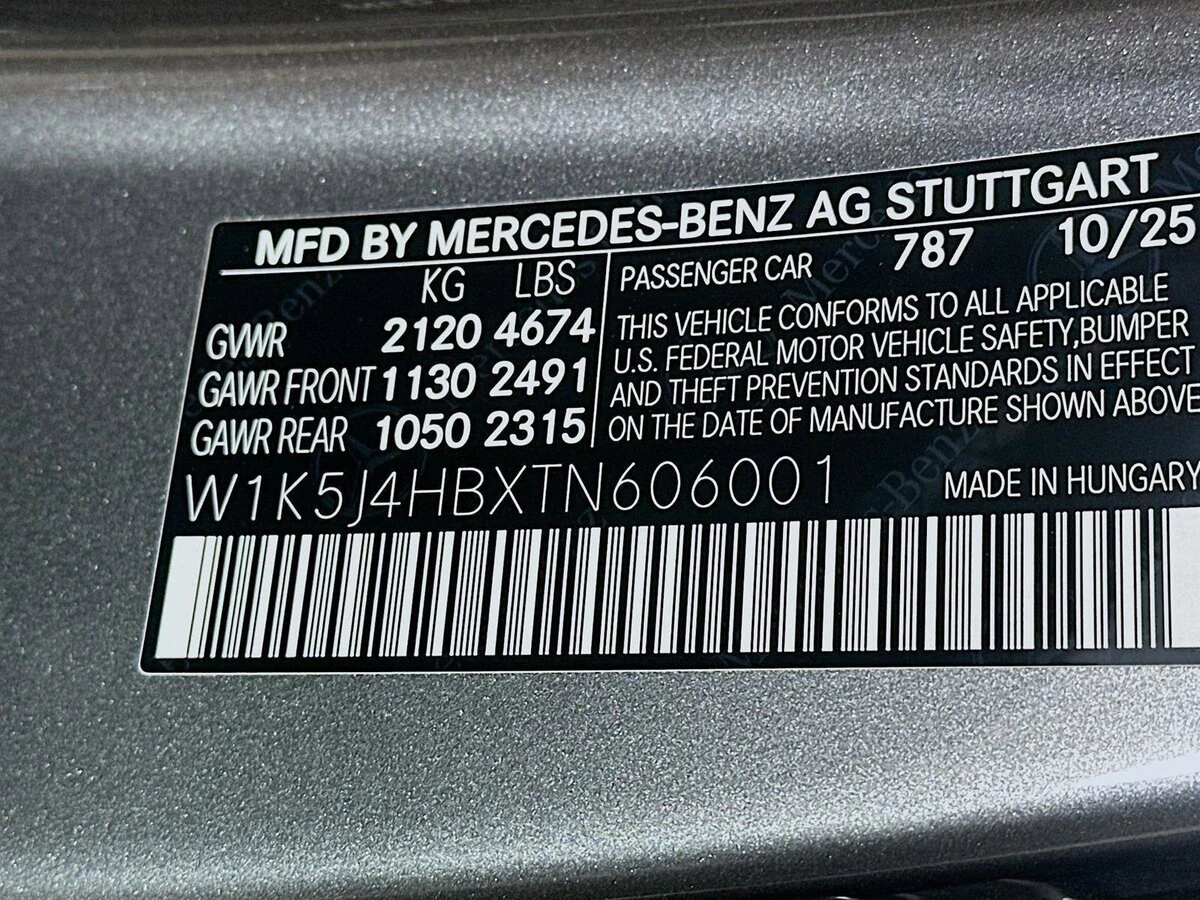 MFD BY MERCEDES-BENZ AG STUTTGART
KG LBS
GVWR 2120 4674
GAWR FRONT 1130 2491
GAWR REAR 1050 2315
PASSENGER CAR 787 10/25
THIS VEHICLE CONFORMS TO ALL APPLICABLE
U.S. FEDERAL MOTOR VEHICLE SAFETY,BUMPER
AND THEFT PREVENTION STANDARDS IN EFFECT
ON THE DATE OF MANUFACTURE SHOWN ABOVE
W1K5J4HBXTN606001 MADE IN HUNGARY